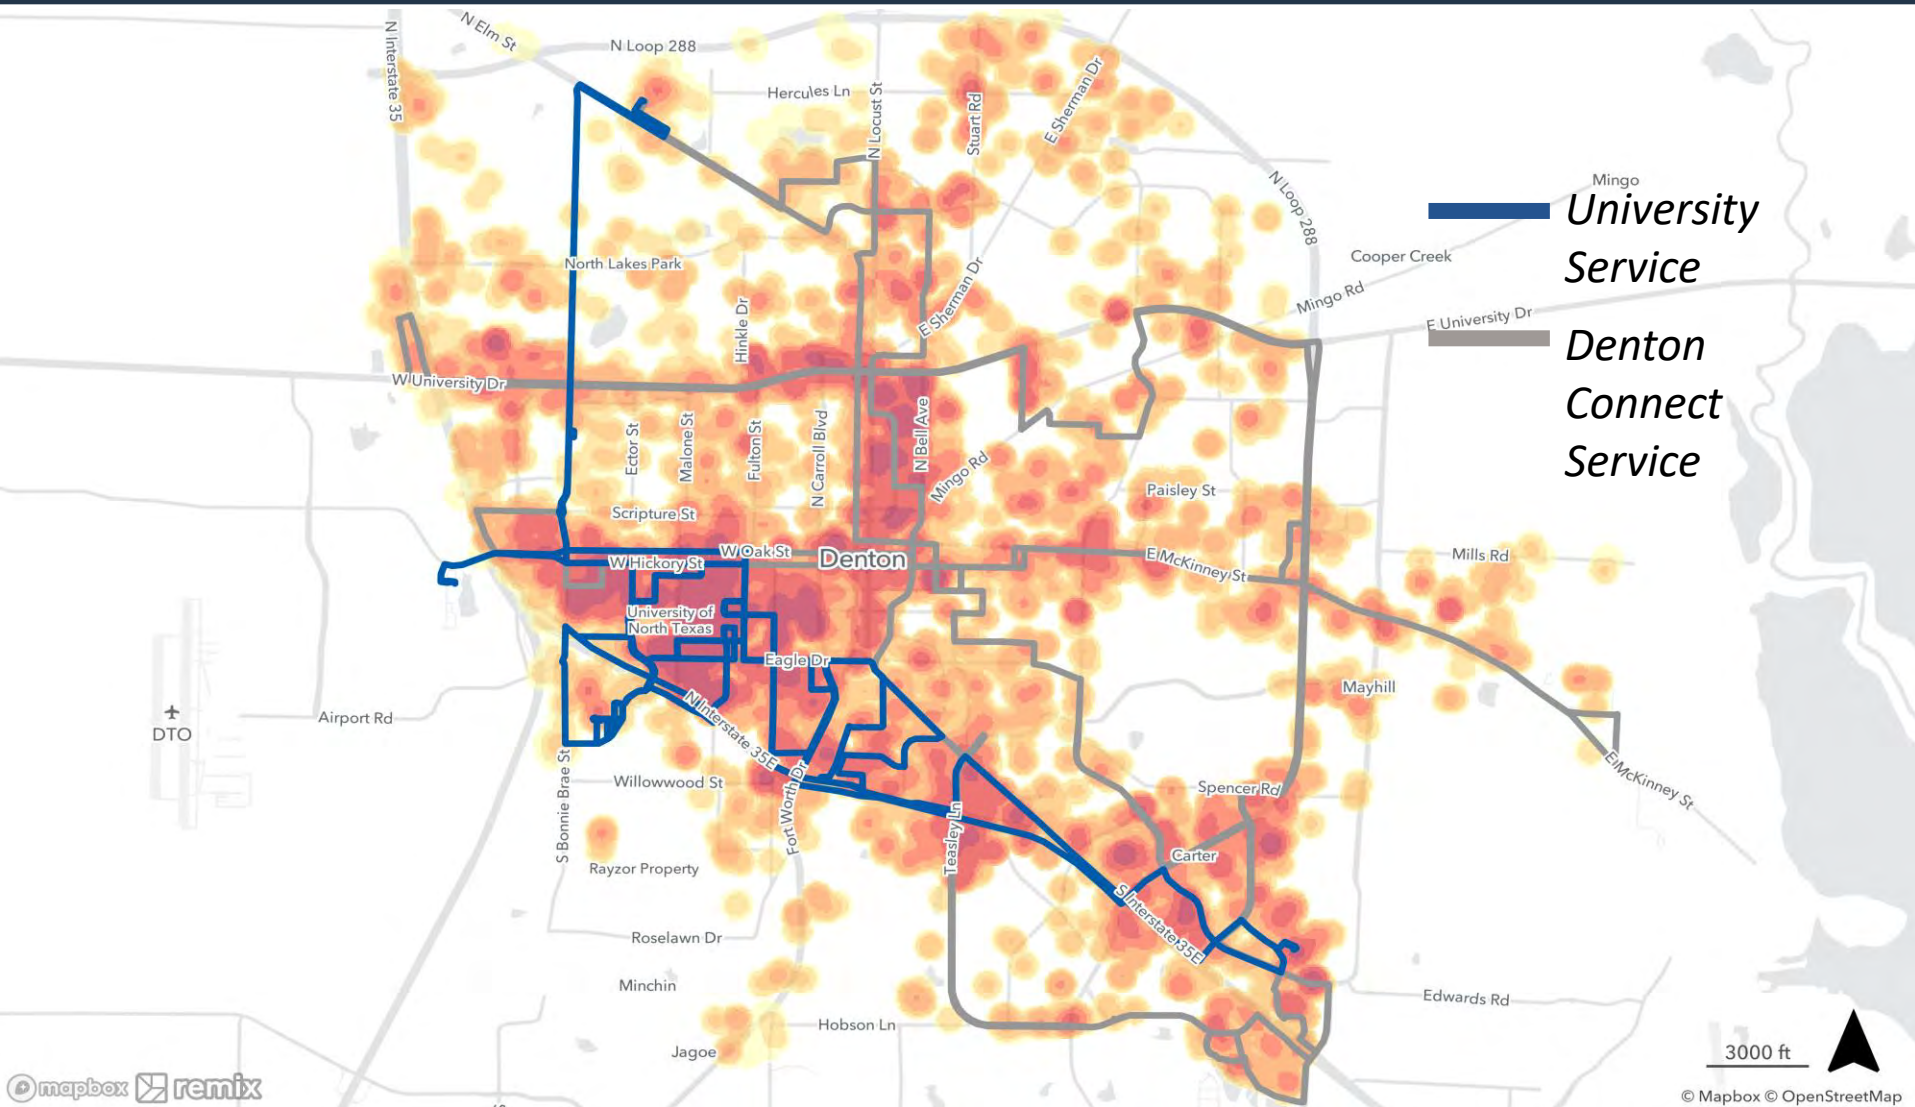 N Elm St
N Loop 288
N Interstate 35
Hercules Ln
N Locust St
Stuart Rd
E Sherman Dr
N Loop 288
Mingo
University
Service
Cooper Creek
Mingo Rd
E University Dr
Denton
Connect
Service
North Lakes Park
Hinkle Dr
E Sherman Dr
W University Dr
Ector St
Malone St
Fulton St
N Carroll Blvd
N Bell Ave
Mingo Rd
Paisley St
Scripture St
W Oak St
Denton
W Hickory St
E McKinney St
Mills Rd
University of
North Texas
Eagle Dr
Mayhill
N Interstate 35E
Airport Rd
DTO
S Bonnie Brae St
Willowwood St
Fort Worth Dr
Teasley Ln
Spencer Rd
E McKinney St
Carter
Rayzor Property
S Interstate 35E
Roselawn Dr
Minchin
Edwards Rd
Hobson Ln
Jagoe
3000 ft
mapbox remix
© Mapbox © OpenStreetMap